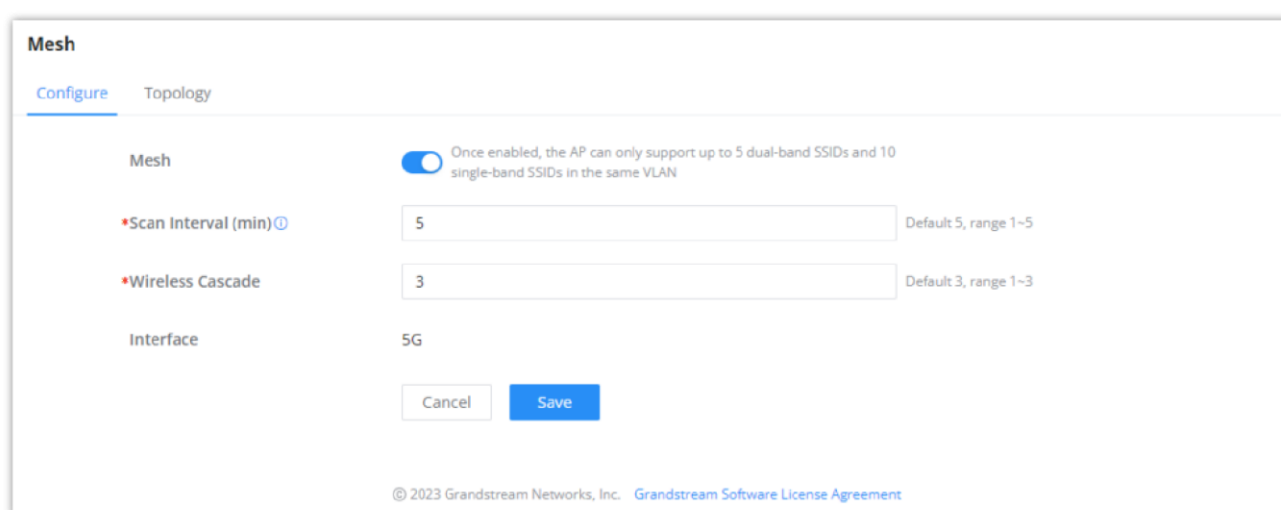 Mesh
Configure Topology
Mesh
Once enabled, the AP can only support up to 5 dual-band SSIDs and 10
single-band SSIDs in the same VLAN
*Scan Interval (min) 5 Default 5, range 1~5
*Wireless Cascade 3 Default 3, range 1~3
Interface 5G
Cancel Save
© 2023 Grandstream Networks, Inc. Grandstream Software License Agreement